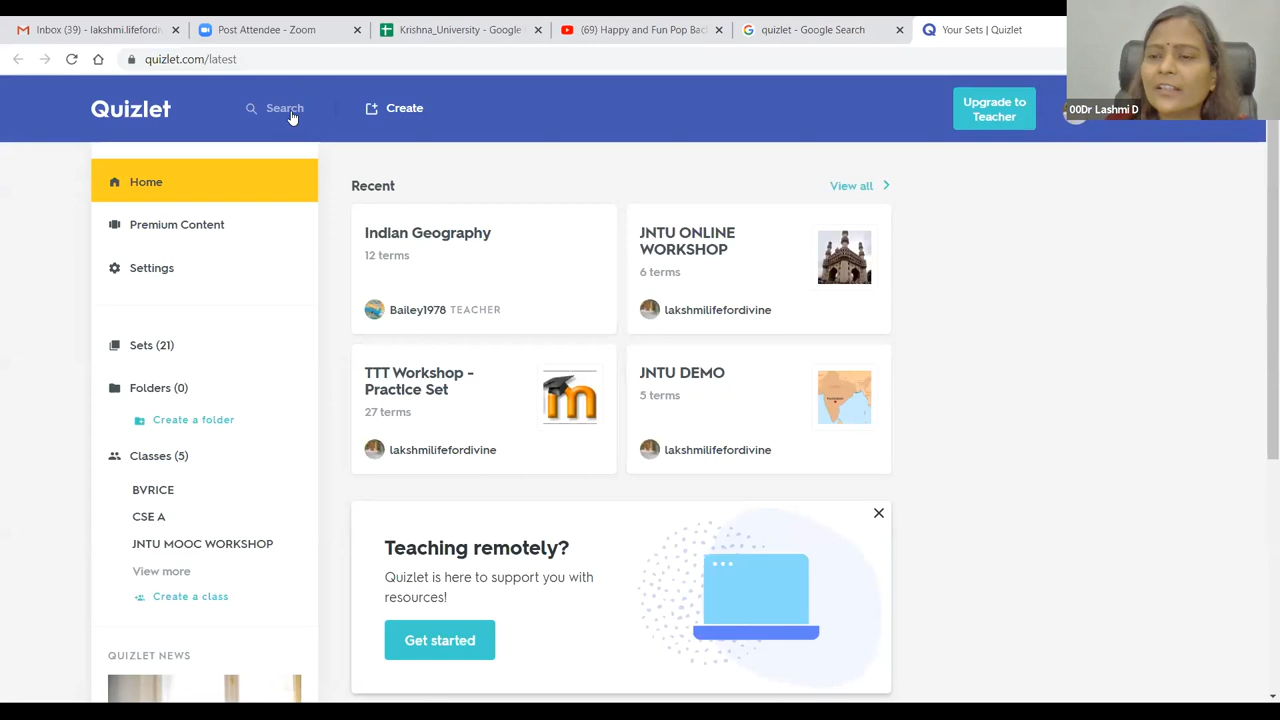 Inbox (39) - lakshmi.lifefordiv
Post Attendee - Zoom
Krishna_University - Google
(69) Happy and Fun Pop Bac
quizlet - Google Search
Your Sets | Quizlet
quizlet.com/latest
Quizlet
Search
Create
Upgrade to
Teacher
00Dr Lashmi D
Home
Premium Content
Settings
Sets (21)
Folders (0)
Create a folder
Classes (5)
BVRICE
CSE A
JNTU MOOC WORKSHOP
View more
Create a class
QUIZLET NEWS
Recent
View all
Indian Geography
12 terms
Bailey1978 TEACHER
JNTU ONLINE
WORKSHOP
6 terms
lakshmilifefordivine
TTT Workshop -
Practice Set
27 terms
lakshmilifefordivine
JNTU DEMO
5 terms
lakshmilifefordivine
Teaching remotely?
Quizlet is here to support you with
resources!
Get started